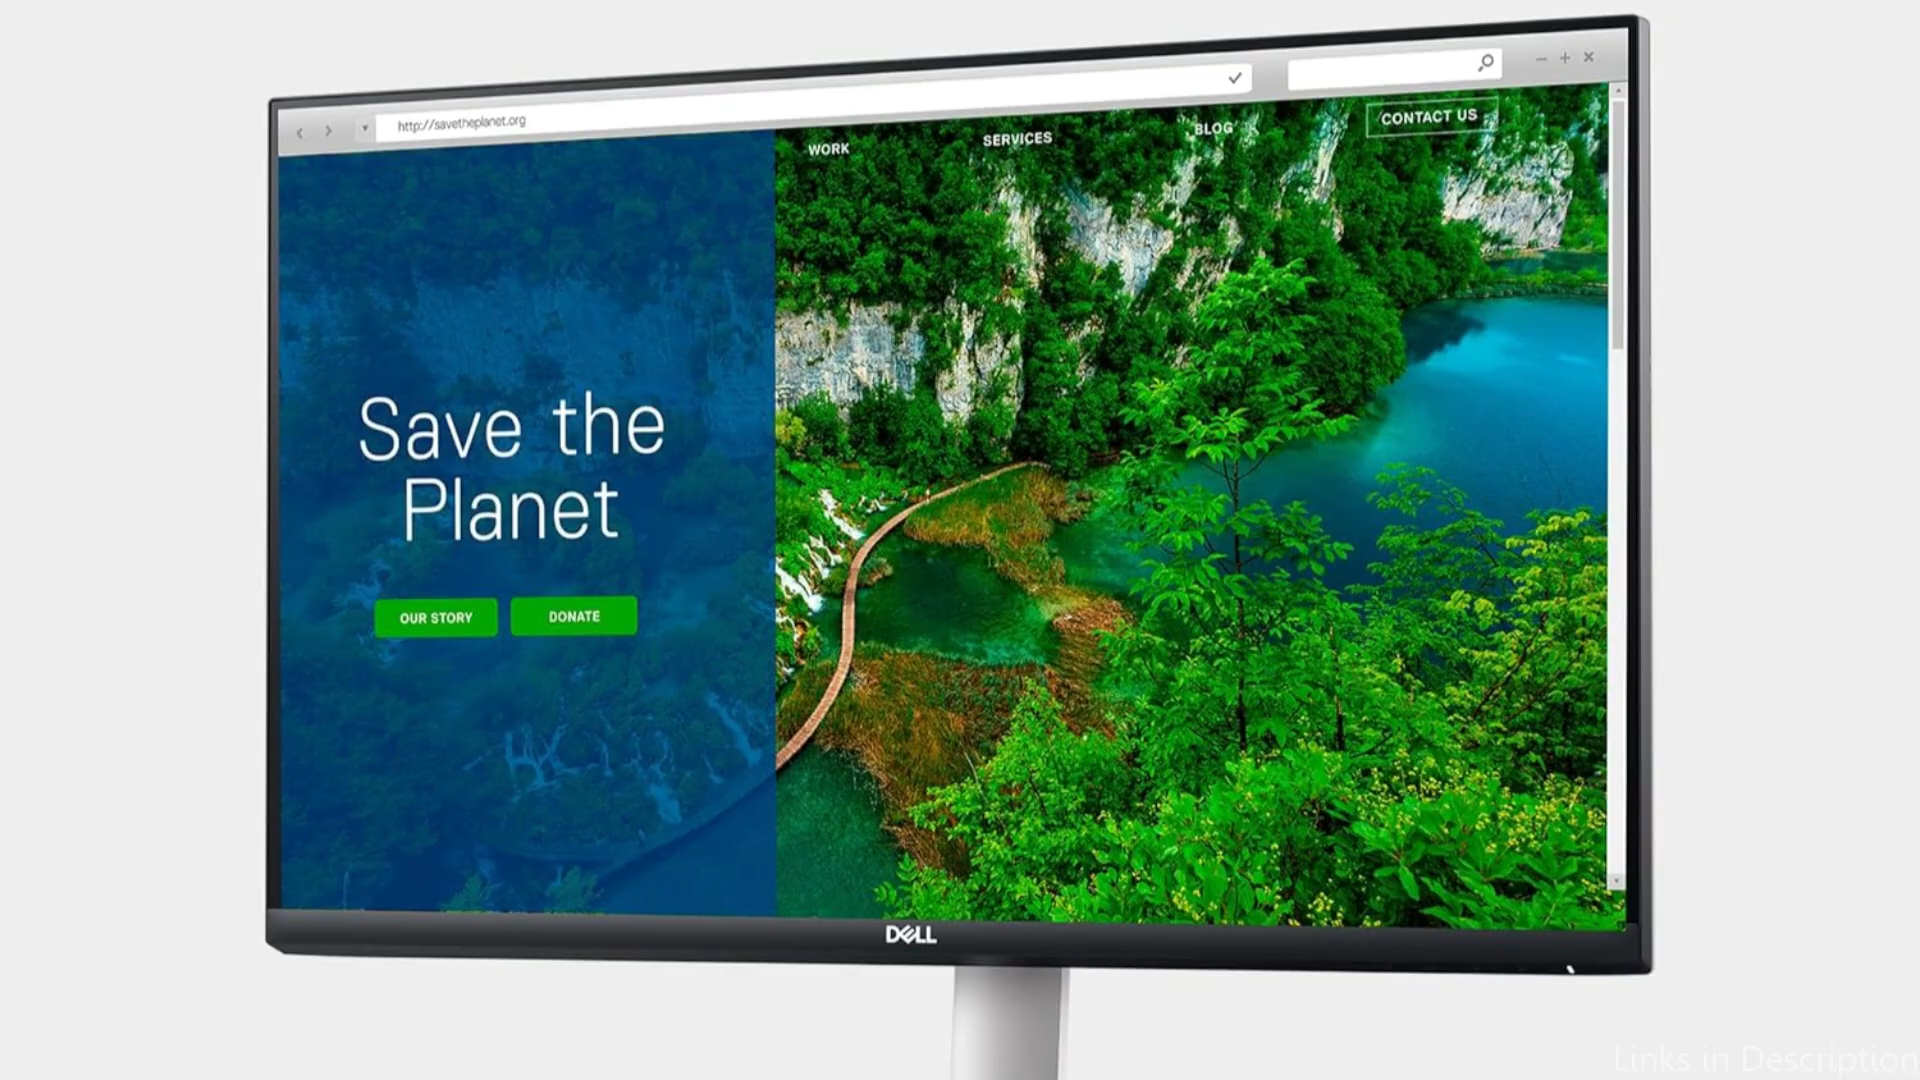 http://savetheplanet.org
WORK
SERVICES
BLOG
CONTACT US
Save the
Planet
OUR STORY
DONATE
DELL
Links in Description